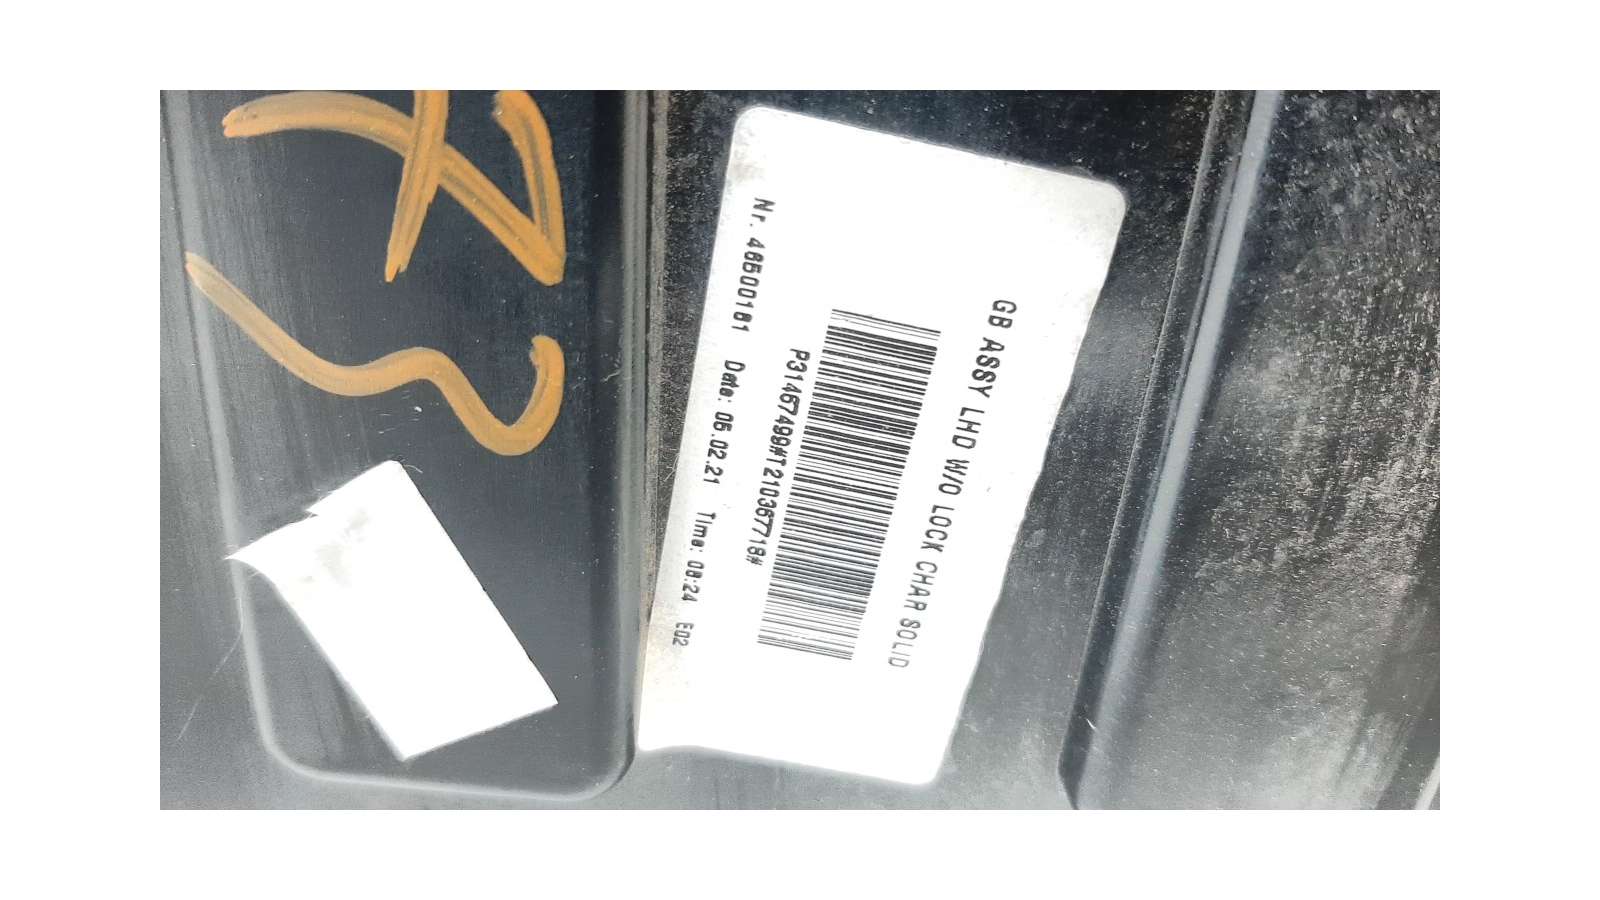 GB ASSY LHD W/O LOCK CHAR SOLID
P31467499#T210367718#
Nr. 46500181 Date: 05.02.21 Time: 08:24 E02